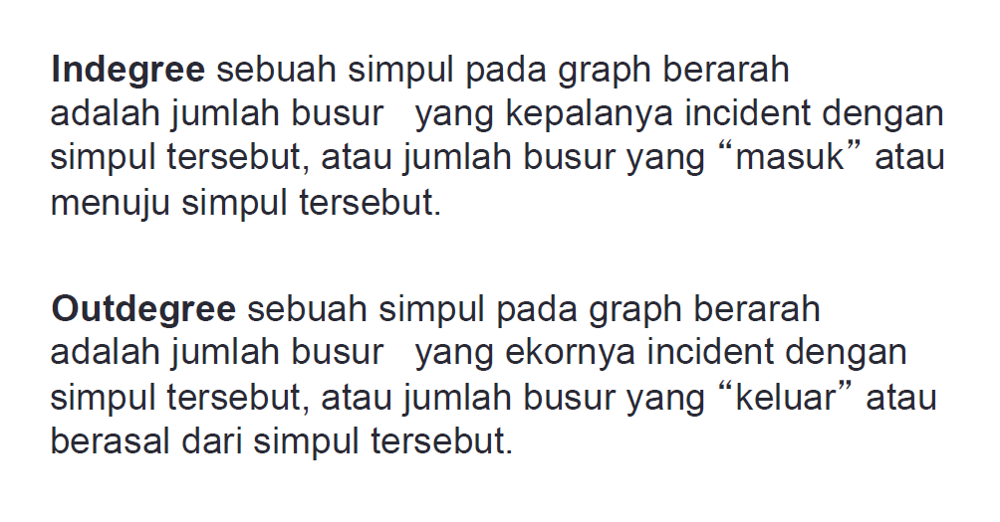 Indegree sebuah simpul pada graph berarah
adalah jumlah busur   yang kepalanya incident dengan
simpul tersebut, atau jumlah busur yang “masuk” atau
menuju simpul tersebut.
Outdegree sebuah simpul pada graph berarah
adalah jumlah busur   yang ekornya incident dengan
simpul tersebut, atau jumlah busur yang “keluar” atau
berasal dari simpul tersebut.